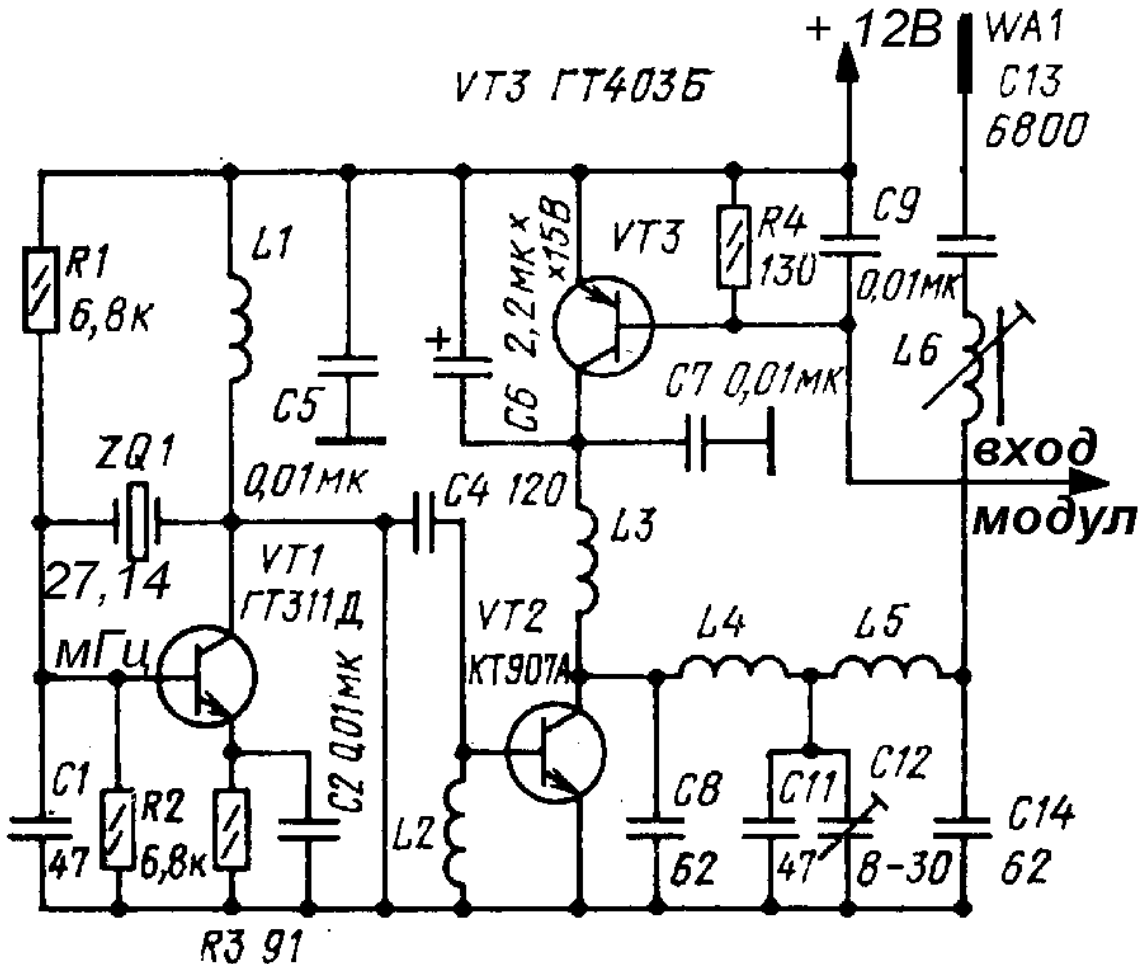 + 12В
WA1
C13
6800
VT3 ГТ403Б
R1
6,8к
L1
C5
0,01мк
C6 2,2мк×
×15В
VT3
R4
130
C9
0,01мк
L6
C7 0,01мк
ZQ1
27,14
мГц
C4 120
L3
вход
модул
VT1
ГТ311Д
VT2
КТ907А
L4
L5
C1
47
R2
6,8к
C2 0,01мк
L2
C8
62
C11
47
C12
8-30
C14
62
R3 91